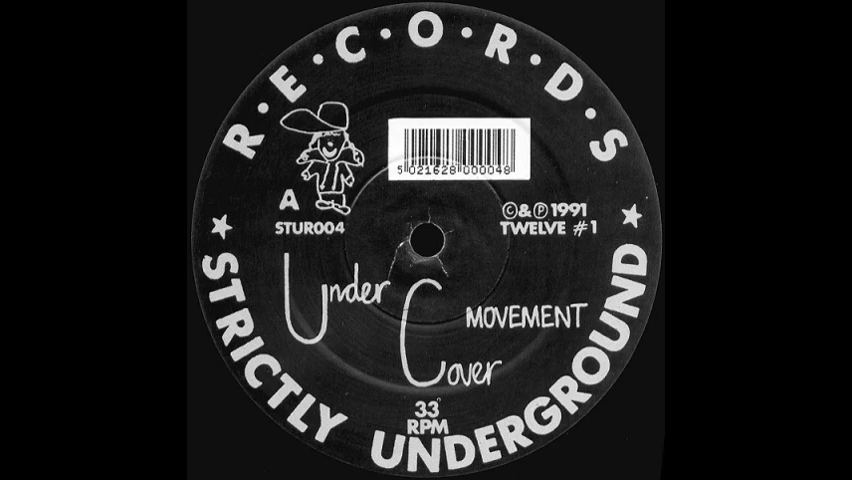 R·E·C·O·R·D·S
5 021628 000048
A
STUR004
©&℗1991
TWELVE #1
Under
Cover
MOVEMENT
33
RPM
★ STRICTLY UNDERGROUND ★